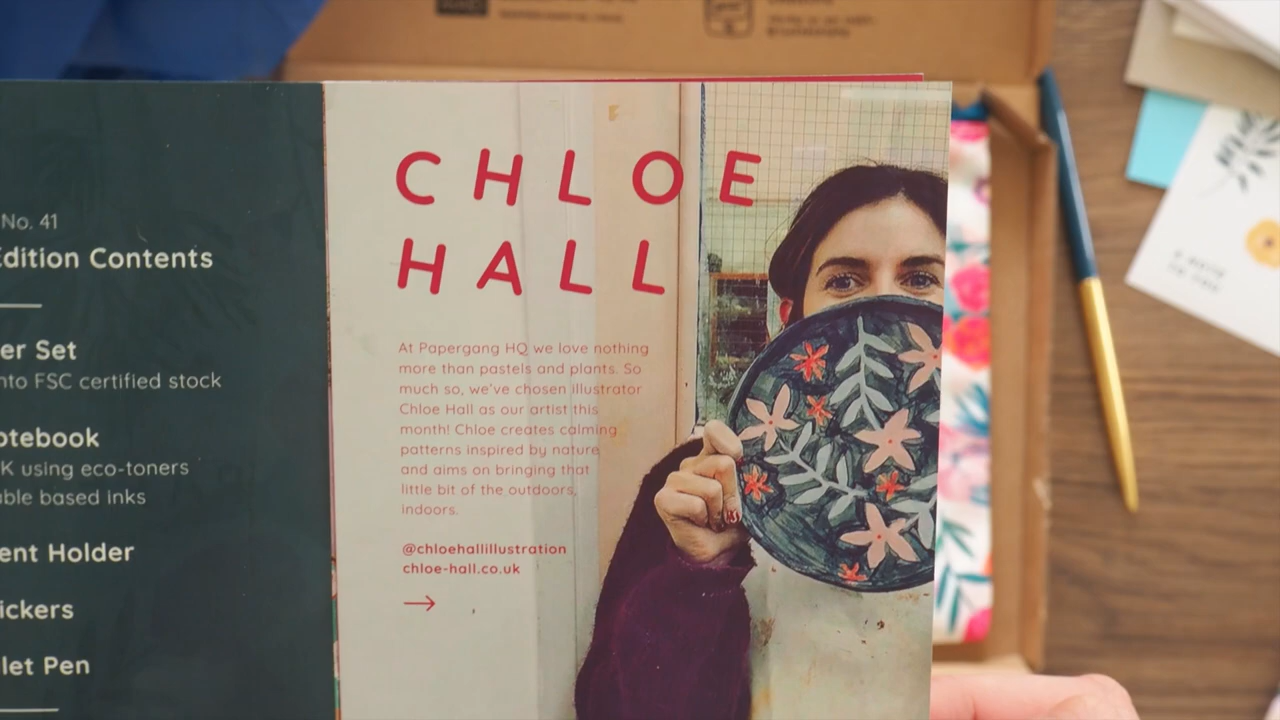 No. 41
Edition Contents
er Set
nto FSC certified stock
otebook
K using eco-toners
able based inks
ent Holder
ickers
let Pen
CHLOE
HALL
At Papergang HQ we love nothing
more than pastels and plants. So
much so, we've chosen illustrator
Chloe Hall as our artist this
month! Chloe creates calming
patterns inspired by nature
and aims on bringing that
little bit of the outdoors,
indoors.
@chloehallillustration
chloe-hall.co.uk